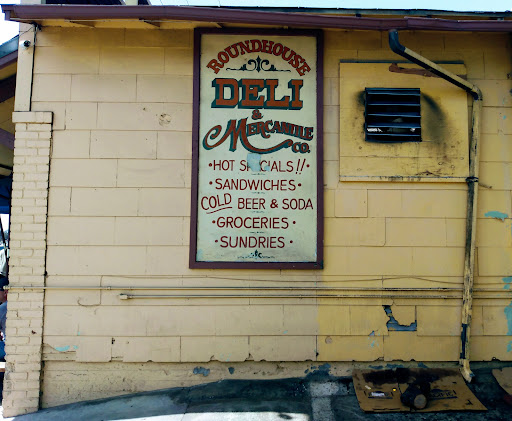 ROUNDHOUSE
DELI
&
MERCANTILE
CO.
• HOT SPECIALS!! •
• SANDWICHES •
COLD BEER & SODA
• GROCERIES •
• SUNDRIES •